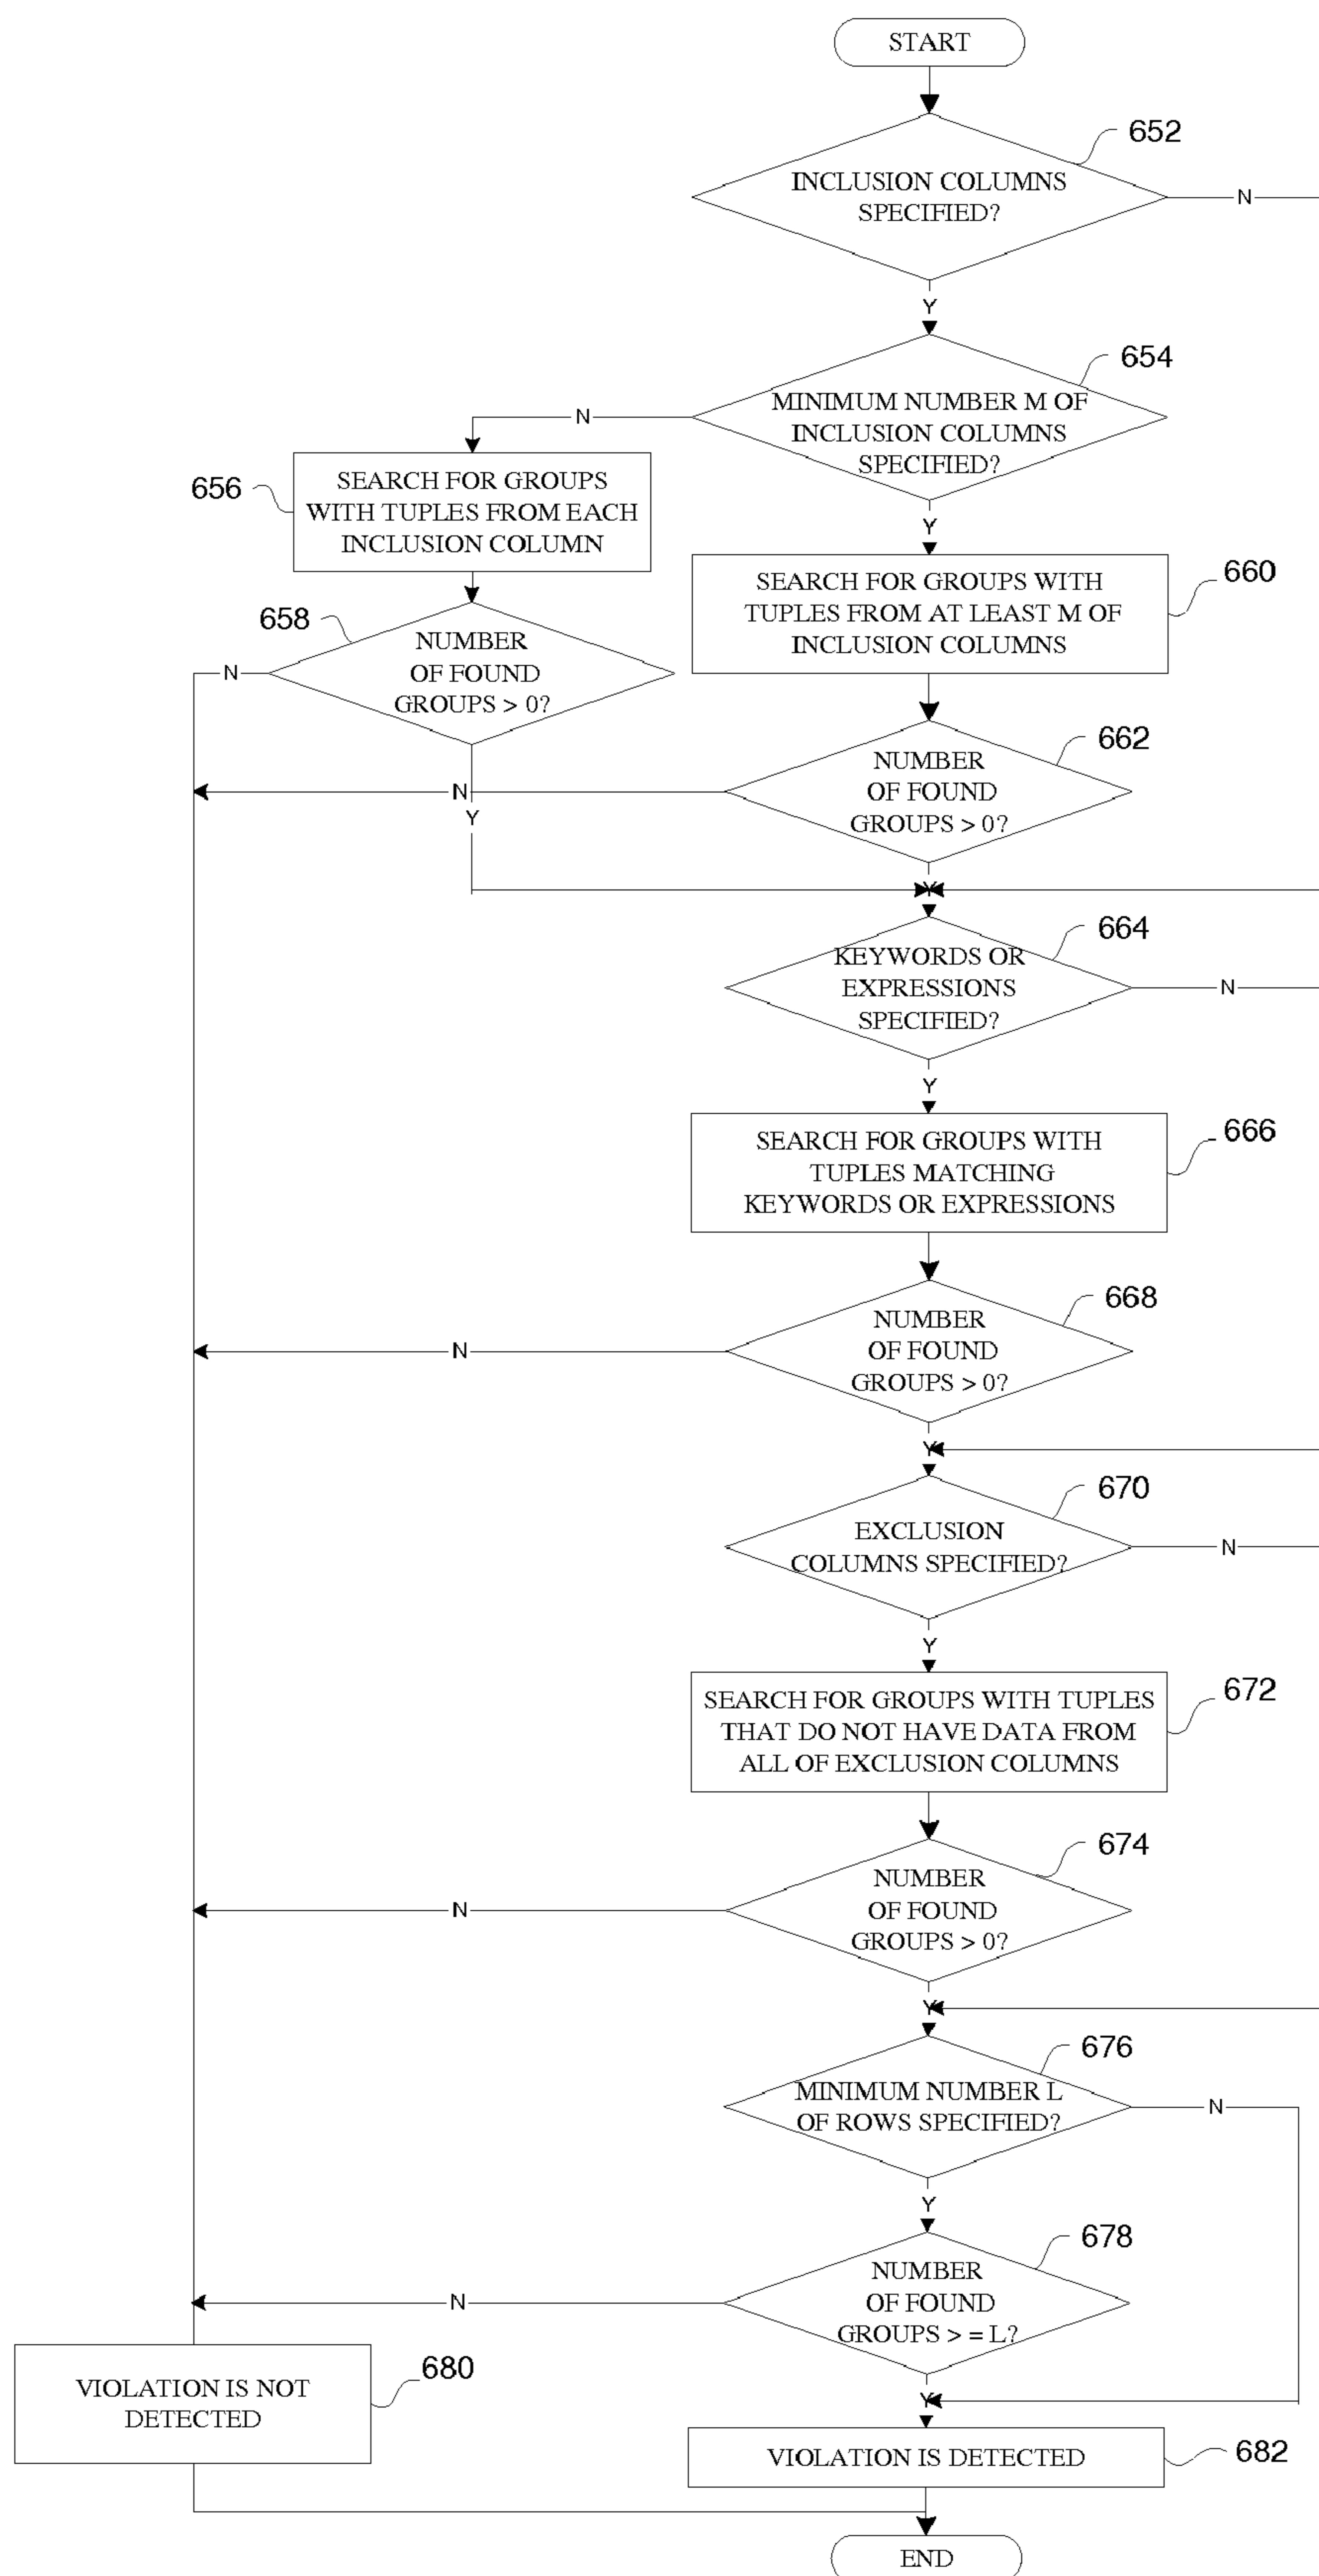 START
652
INCLUSION COLUMNS
SPECIFIED?
N
Y
654
MINIMUM NUMBER M OF
INCLUSION COLUMNS
SPECIFIED?
N
656
SEARCH FOR GROUPS
WITH TUPLES FROM EACH
INCLUSION COLUMN
Y
660
SEARCH FOR GROUPS WITH
TUPLES FROM AT LEAST M OF
INCLUSION COLUMNS
658
NUMBER
OF FOUND
GROUPS > 0?
N
662
NUMBER
OF FOUND
GROUPS > 0?
N
Y
Y
664
KEYWORDS OR
EXPRESSIONS
SPECIFIED?
N
Y
666
SEARCH FOR GROUPS WITH
TUPLES MATCHING
KEYWORDS OR EXPRESSIONS
668
NUMBER
OF FOUND
GROUPS > 0?
N
Y
670
EXCLUSION
COLUMNS SPECIFIED?
N
Y
672
SEARCH FOR GROUPS WITH TUPLES
THAT DO NOT HAVE DATA FROM
ALL OF EXCLUSION COLUMNS
674
NUMBER
OF FOUND
GROUPS > 0?
N
Y
676
MINIMUM NUMBER L
OF ROWS SPECIFIED?
N
Y
678
NUMBER
OF FOUND
GROUPS > = L?
N
Y
680
VIOLATION IS NOT
DETECTED
VIOLATION IS DETECTED
682
END